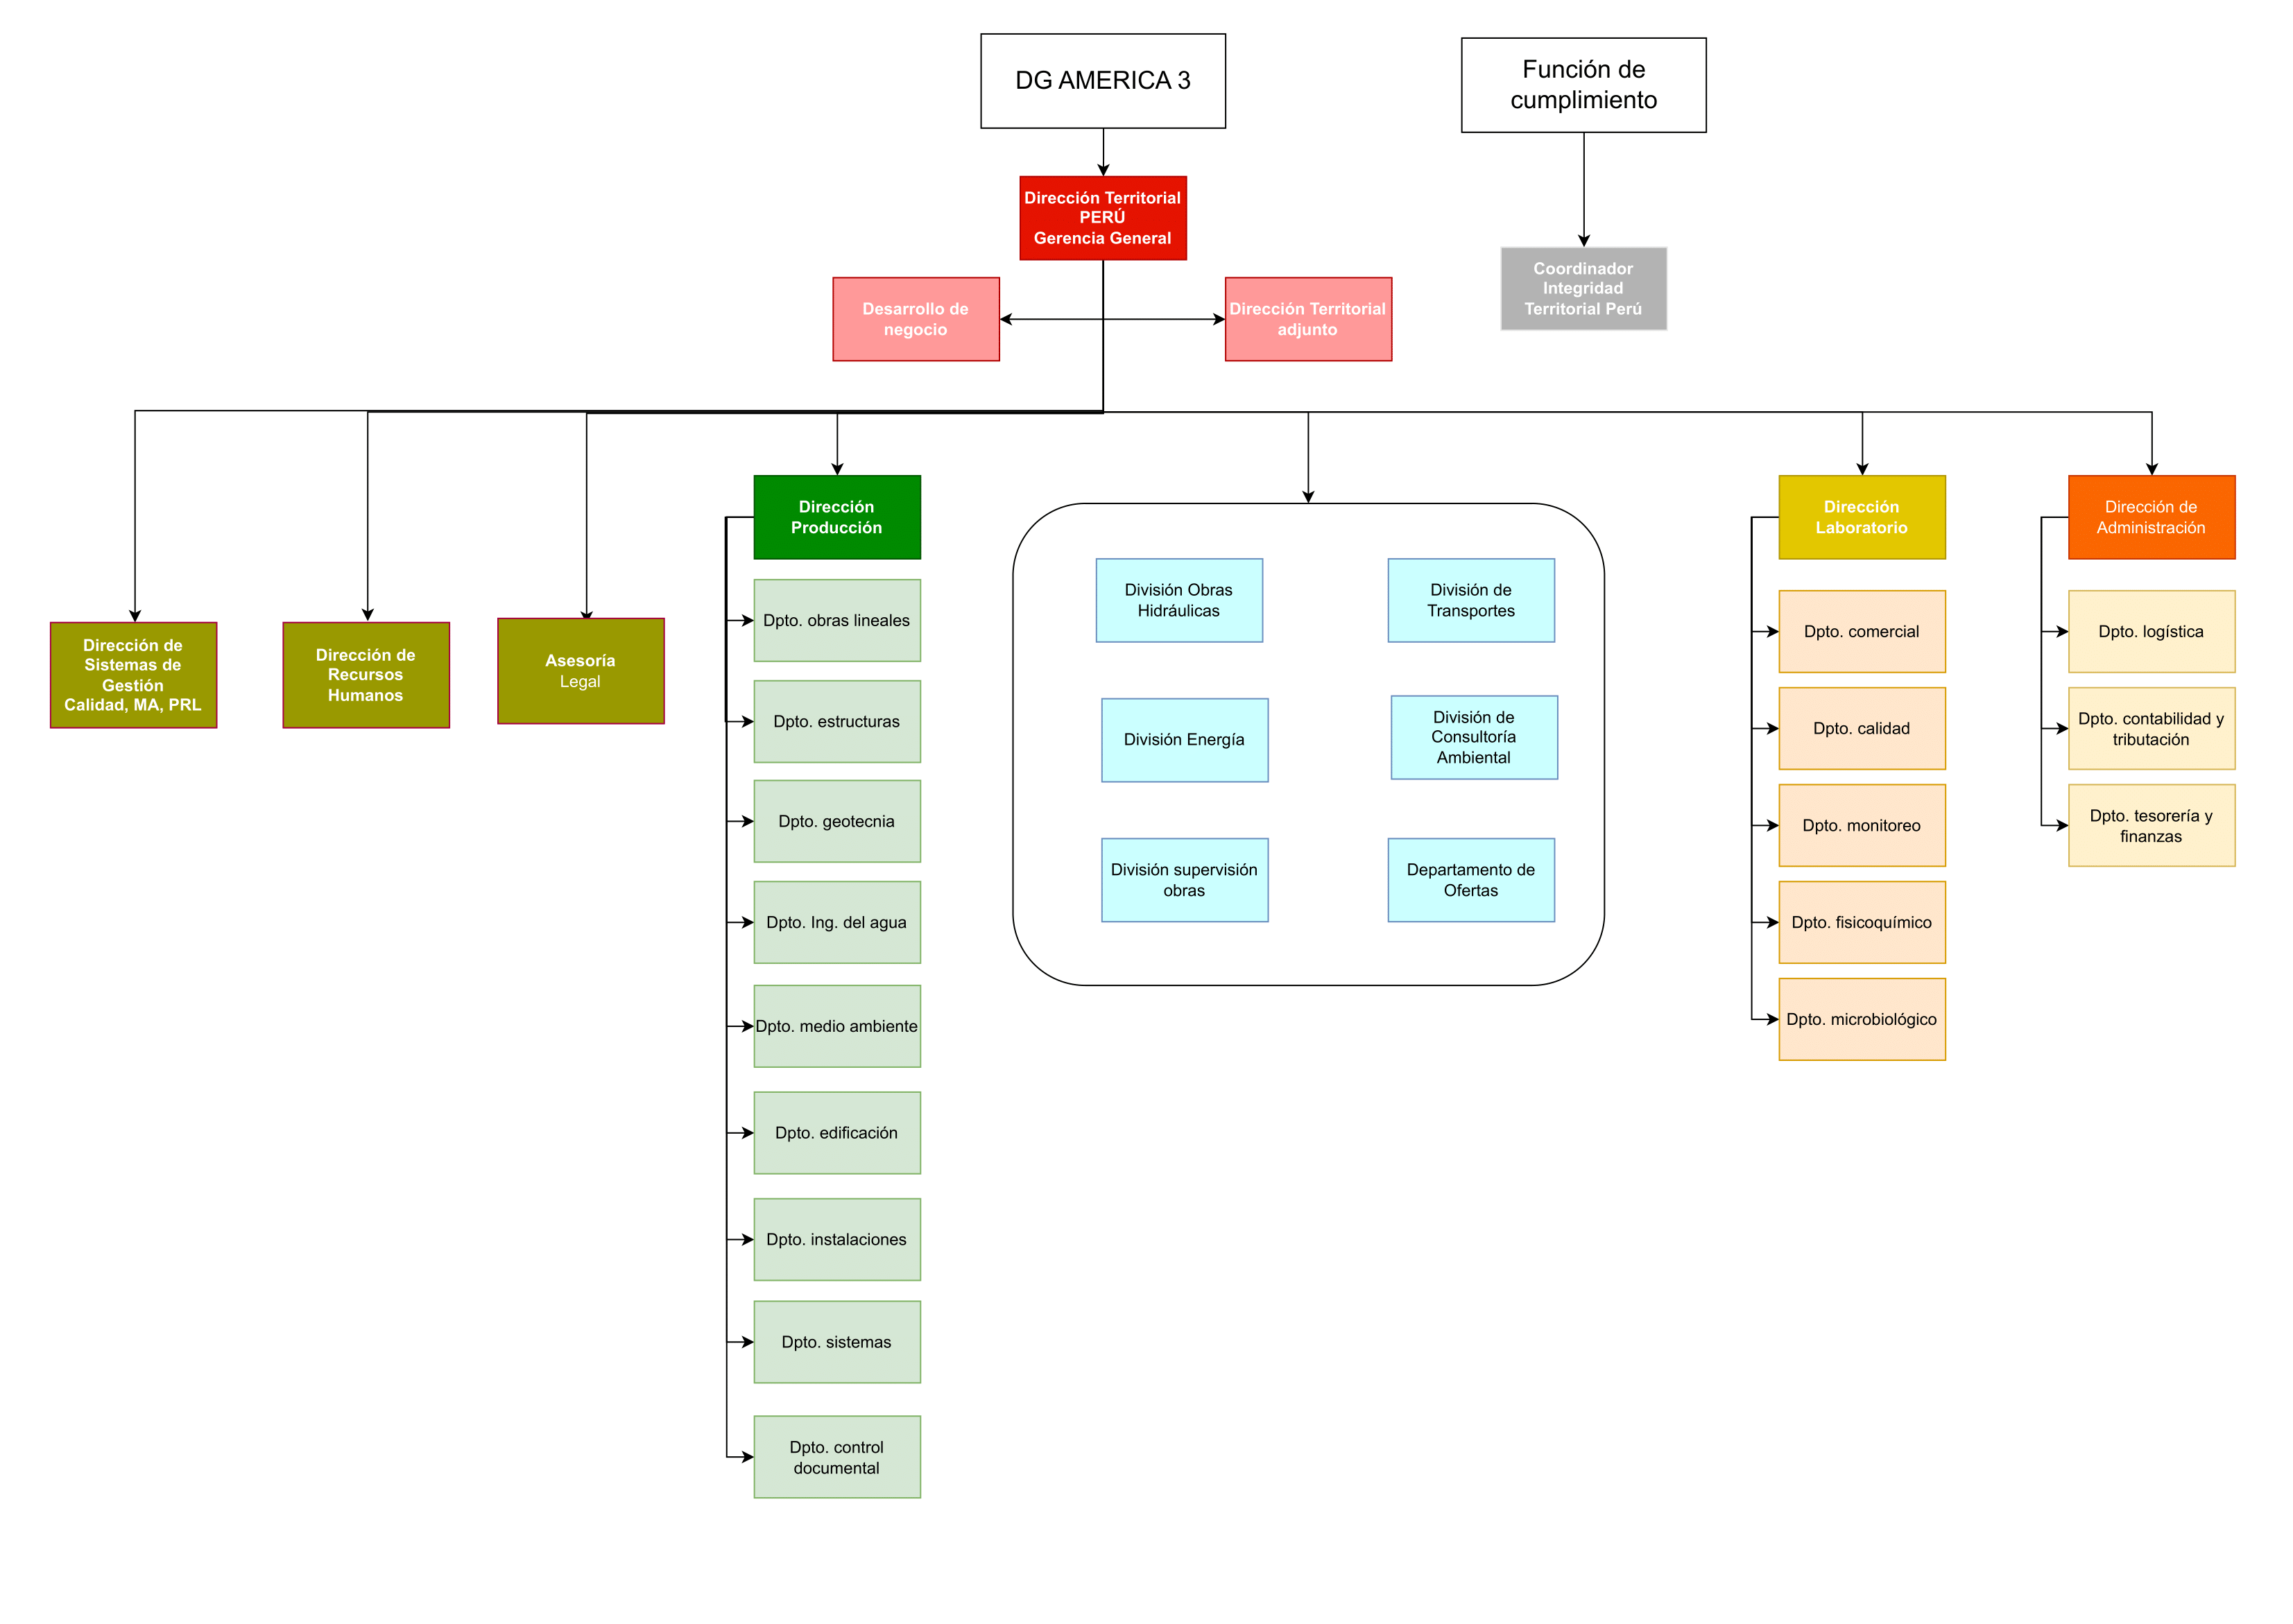 DG AMERICA 3
Función de
cumplimiento
Dirección Territorial
PERÚ
Gerencia General
Desarrollo de
negocio
Dirección Territorial
adjunto
Coordinador
Integridad
Territorial Perú
Dirección de
Sistemas de
Gestión
Calidad, MA, PRL
Dirección de
Recursos
Humanos
Asesoría
Legal
Dirección
Producción
Dpto. obras lineales
Dpto. estructuras
Dpto. geotecnia
Dpto. Ing. del agua
Dpto. medio ambiente
Dpto. edificación
Dpto. instalaciones
Dpto. sistemas
Dpto. control
documental
División Obras
Hidráulicas
División de
Transportes
División Energía
División de
Consultoría
Ambiental
División supervisión
obras
Departamento de
Ofertas
Dirección
Laboratorio
Dpto. comercial
Dpto. calidad
Dpto. monitoreo
Dpto. fisicoquímico
Dpto. microbiológico
Dirección de
Administración
Dpto. logística
Dpto. contabilidad y
tributación
Dpto. tesorería y
finanzas